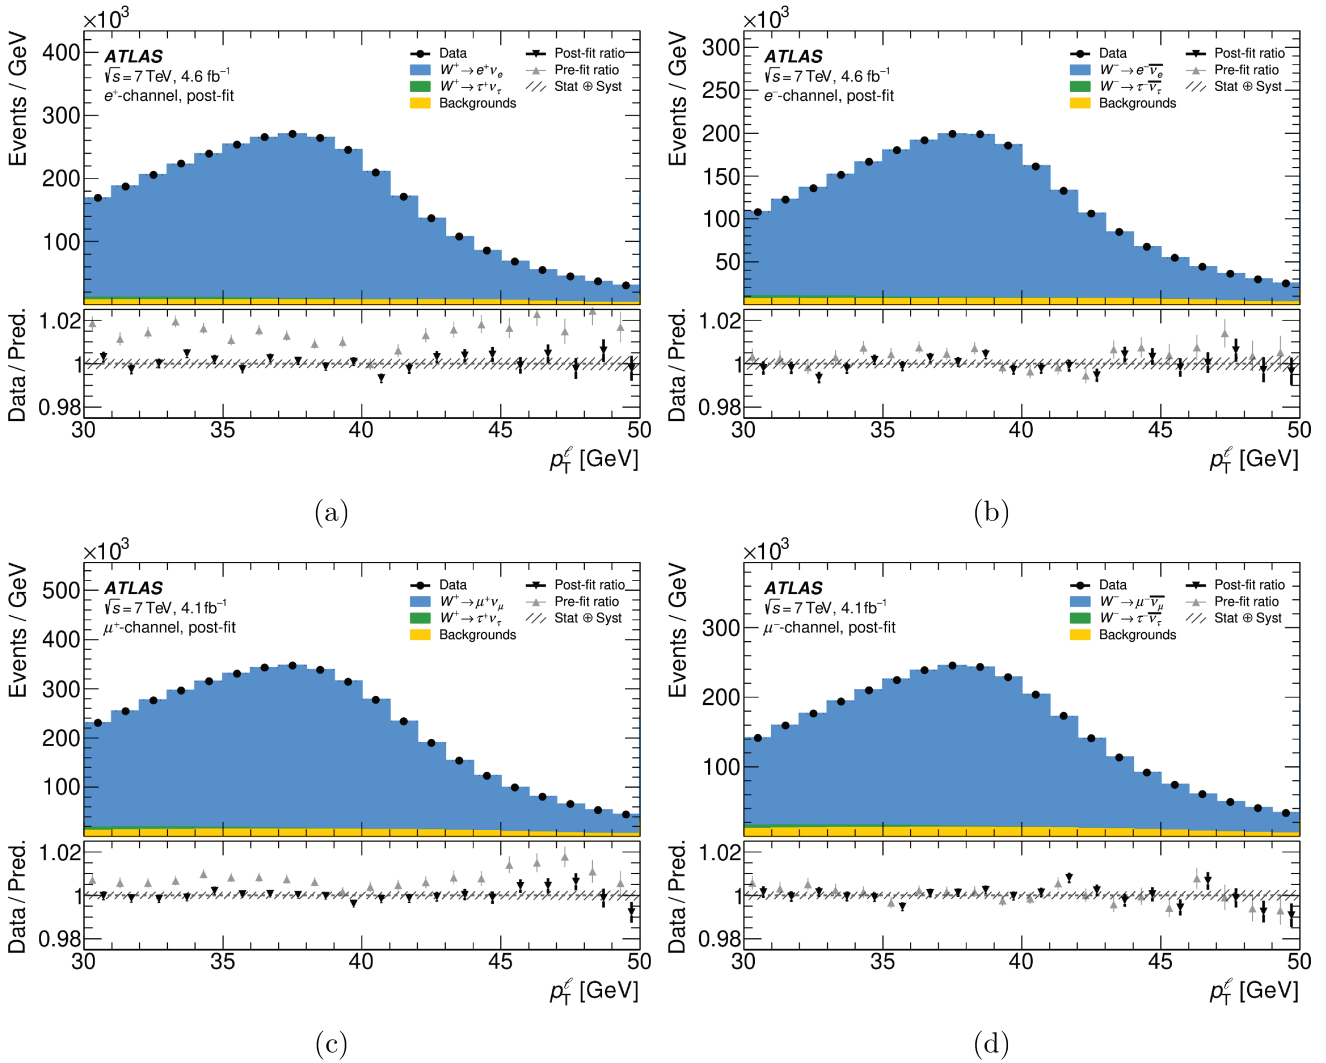 ×10³
Events / GeV
400
300
200
100
ATLAS
√s = 7 TeV, 4.6 fb⁻¹
e⁺-channel, post-fit
Data
W⁺→ e⁺ν_e
W⁺→ τ⁺ν_τ
Backgrounds
Post-fit ratio
Pre-fit ratio
Stat ⊕ Syst
Data / Pred.
1.02
1
0.98
30 35 40 45 50
p_T^ℓ [GeV]
(a)
×10³
Events / GeV
300
250
200
150
100
50
ATLAS
√s = 7 TeV, 4.6 fb⁻¹
e⁻-channel, post-fit
Data
W⁻→ e⁻ν̅_e
W⁻→ τ⁻ν̅_τ
Backgrounds
Post-fit ratio
Pre-fit ratio
Stat ⊕ Syst
Data / Pred.
1.02
1
0.98
30 35 40 45 50
p_T^ℓ [GeV]
(b)
×10³
Events / GeV
500
400
300
200
100
ATLAS
√s = 7 TeV, 4.1 fb⁻¹
μ⁺-channel, post-fit
Data
W⁺→ μ⁺ν_μ
W⁺→ τ⁺ν_τ
Backgrounds
Post-fit ratio
Pre-fit ratio
Stat ⊕ Syst
Data / Pred.
1.02
1
0.98
30 35 40 45 50
p_T^ℓ [GeV]
(c)
×10³
Events / GeV
300
200
100
ATLAS
√s = 7 TeV, 4.1 fb⁻¹
μ⁻-channel, post-fit
Data
W⁻→ μ⁻ν̅_μ
W⁻→ τ⁻ν̅_τ
Backgrounds
Post-fit ratio
Pre-fit ratio
Stat ⊕ Syst
Data / Pred.
1.02
1
0.98
30 35 40 45 50
p_T^ℓ [GeV]
(d)